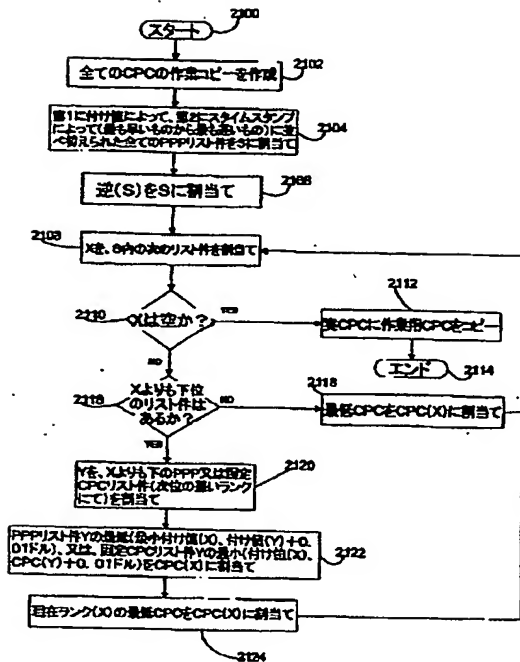 2100
スタート
全てのCPCの作業コピーを作成
2102
第1に付け値によって、第2にスタイムスタンプ
によって(最も早いものから最も遅いもの)に並
べ替えられた全てのPPPリスト件をSに割当て
2104
逆(S)をSに割当て
2106
2108
Xを、S内の次のリスト件を割当て
2110
Xは空か?
YES
NO
2112
実CPCに作業用CPCをコピー
エンド
2114
2116
Xよりも下位
のリスト件は
あるか?
NO
YES
2118
最低CPCをCPC(X)に割当て
2120
Yを、Xよりも下のPPP又は固定
CPCリスト件(次位の悪いランク
にて)を割当て
PPPリスト件Yの最低(最小付け値(X)、付け値(Y)+0.
01ドル)、又は、固定CPCリスト件Yの最小(付け値(X)、
CPC(Y)+0.01ドル)をCPC(X)に割当て
2122
現在ランク(X)の最低CPCをCPC(X)に割当て
2124